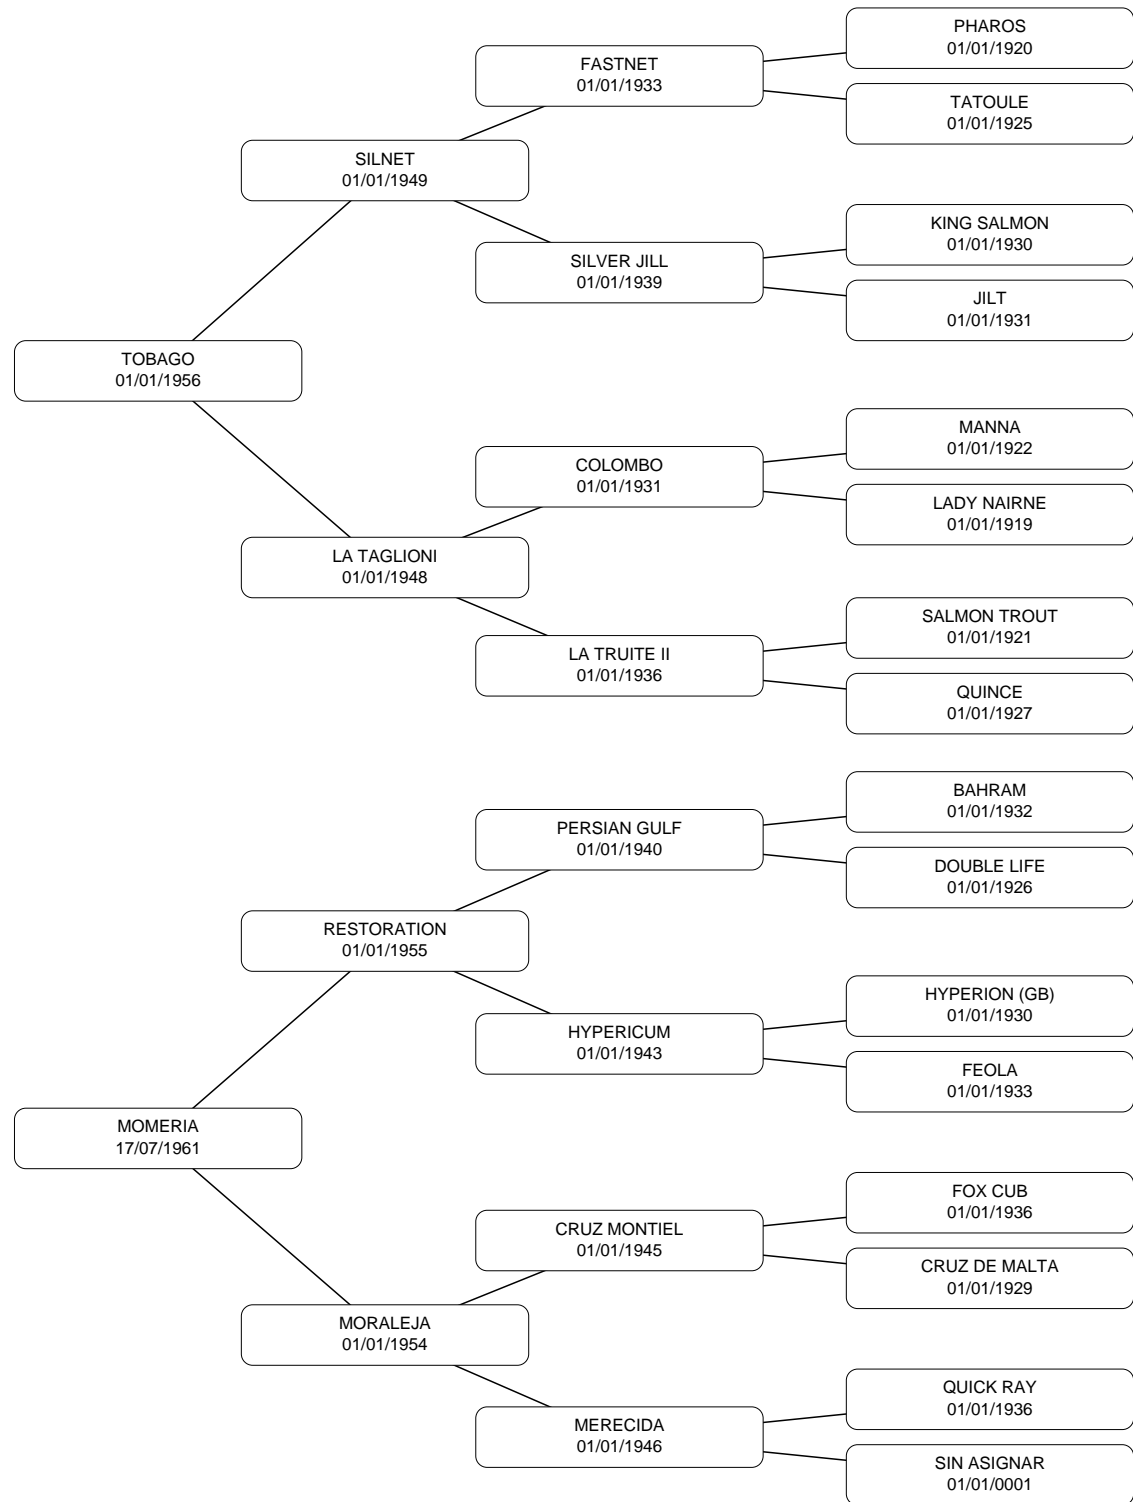 PHAROS
01/01/1920
FASTNET
01/01/1933
TATOULE
01/01/1925
SILNET
01/01/1949
KING SALMON
01/01/1930
SILVER JILL
01/01/1939
JILT
01/01/1931
TOBAGO
01/01/1956
MANNA
01/01/1922
COLOMBO
01/01/1931
LADY NAIRNE
01/01/1919
LA TAGLIONI
01/01/1948
SALMON TROUT
01/01/1921
LA TRUITE II
01/01/1936
QUINCE
01/01/1927
BAHRAM
01/01/1932
PERSIAN GULF
01/01/1940
DOUBLE LIFE
01/01/1926
RESTORATION
01/01/1955
HYPERION (GB)
01/01/1930
HYPERICUM
01/01/1943
FEOLA
01/01/1933
MOMERIA
17/07/1961
FOX CUB
01/01/1936
CRUZ MONTIEL
01/01/1945
CRUZ DE MALTA
01/01/1929
MORALEJA
01/01/1954
QUICK RAY
01/01/1936
MERECIDA
01/01/1946
SIN ASIGNAR
01/01/0001